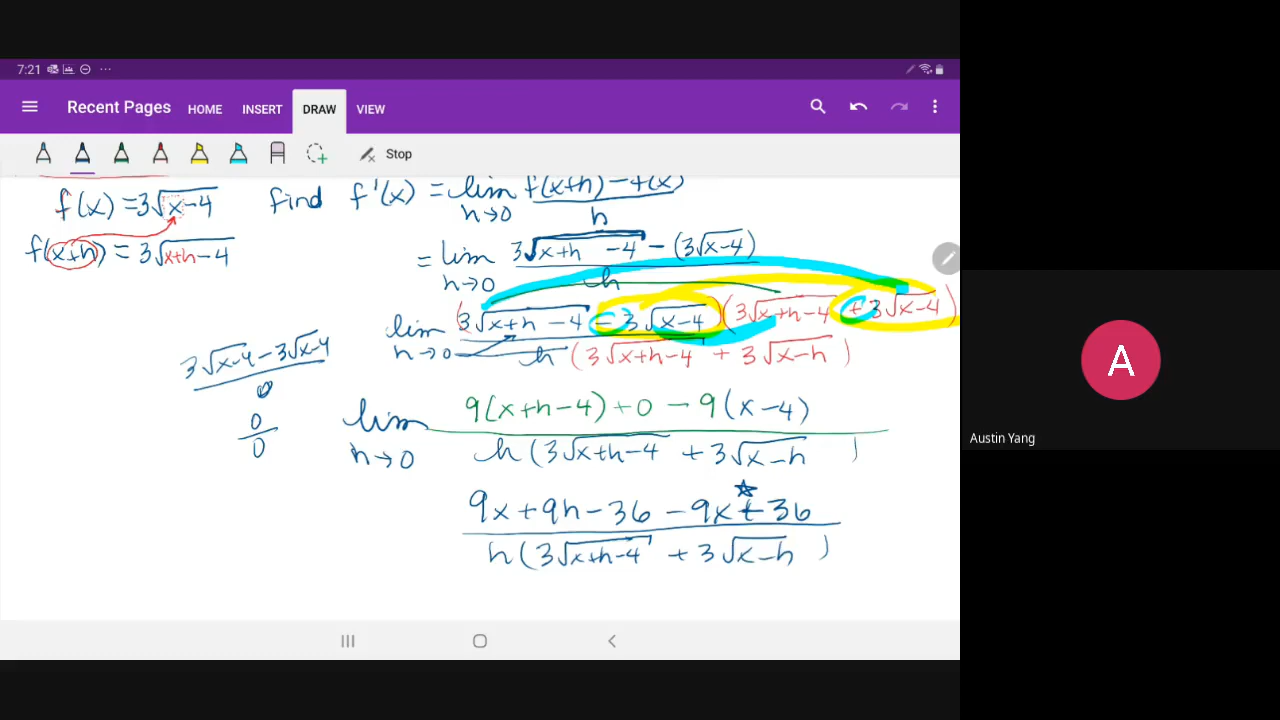 7:21
Recent Pages HOME INSERT DRAW VIEW
Stop
f(x) = 3√(x-4) find f'(x) = lim h→0 (f(x+h) - f(x))/h
f(x+h) = 3√(x+h-4)
= lim h→0 (3√(x+h -4) - (3√(x-4)))/h
lim h→0 (3√(x+h-4) - 3√(x-4))(3√(x+h-4) + 3√(x-4))/h(3√(x+h-4) + 3√(x-h))
3√(x-4) - 3√(x-4)/0
0/0
lim h→0 9(x+h-4)+0-9(x-4)/h(3√(x+h-4) + 3√(x-h))
9x+9h-36-9x+36/h(3√(x+h-4) + 3√(x-h))
A
Austin Yang